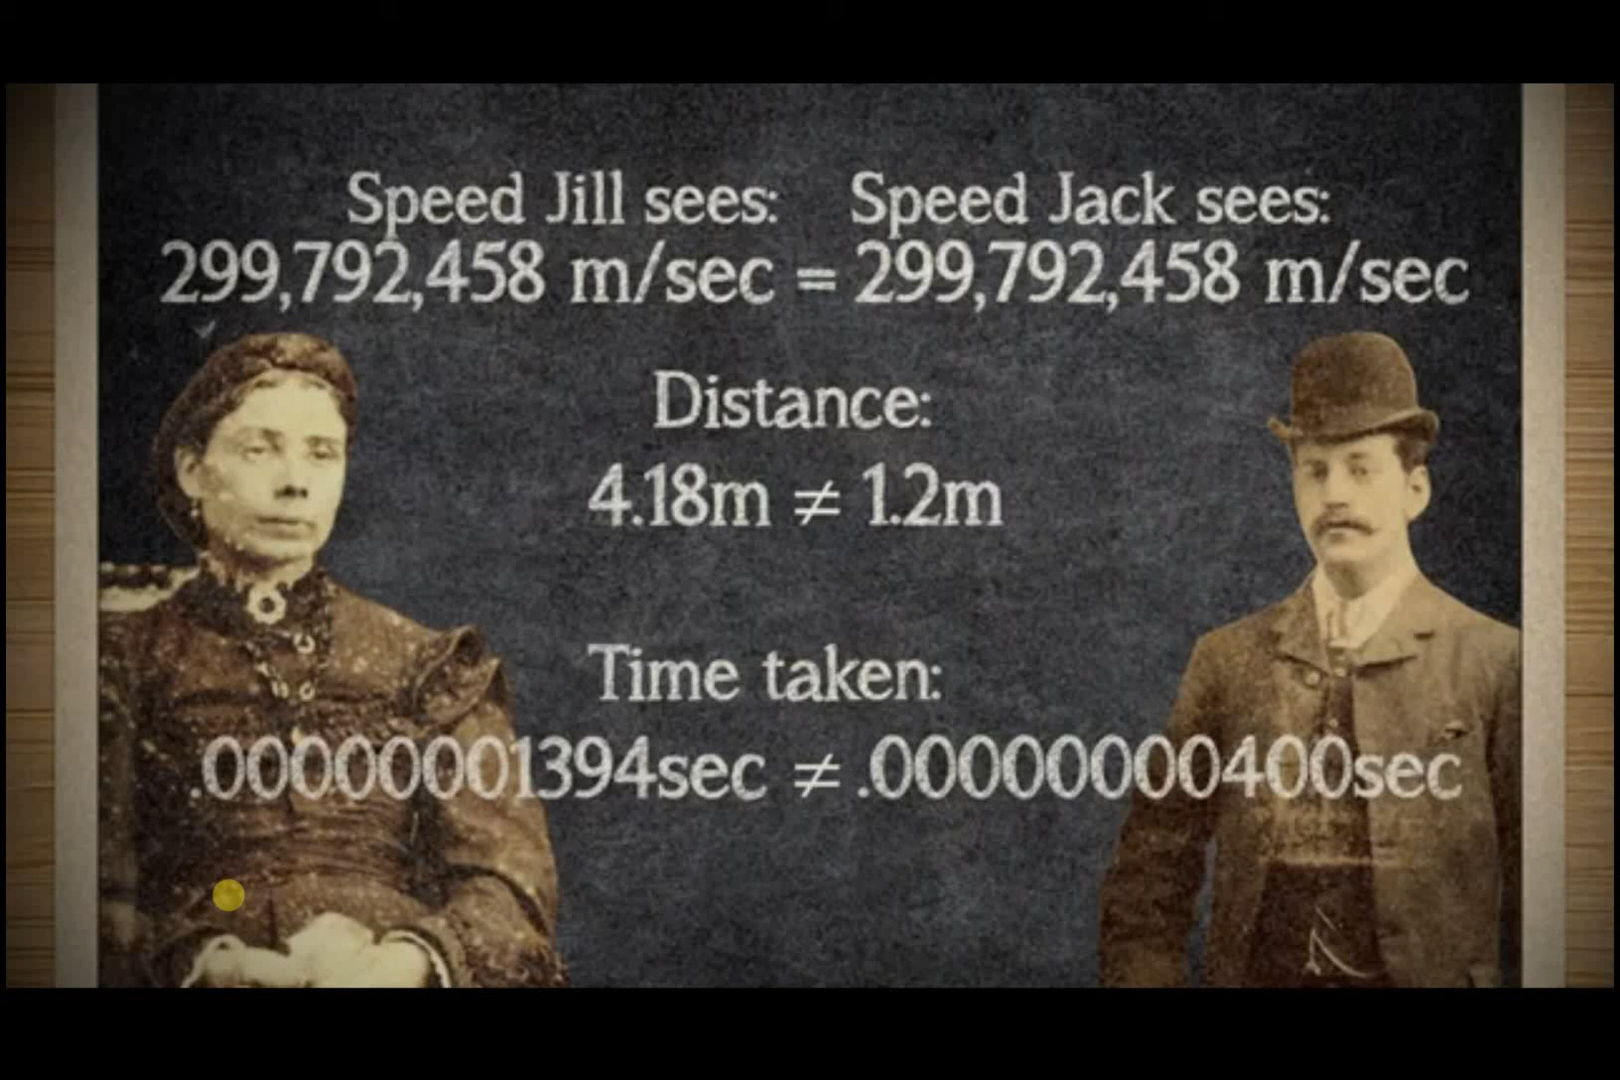 Speed Jill sees: Speed Jack sees:
299,792,458 m/sec = 299,792,458 m/sec
Distance:
4.18m ≠ 1.2m
Time taken:
.00000001394sec ≠ .00000000400sec